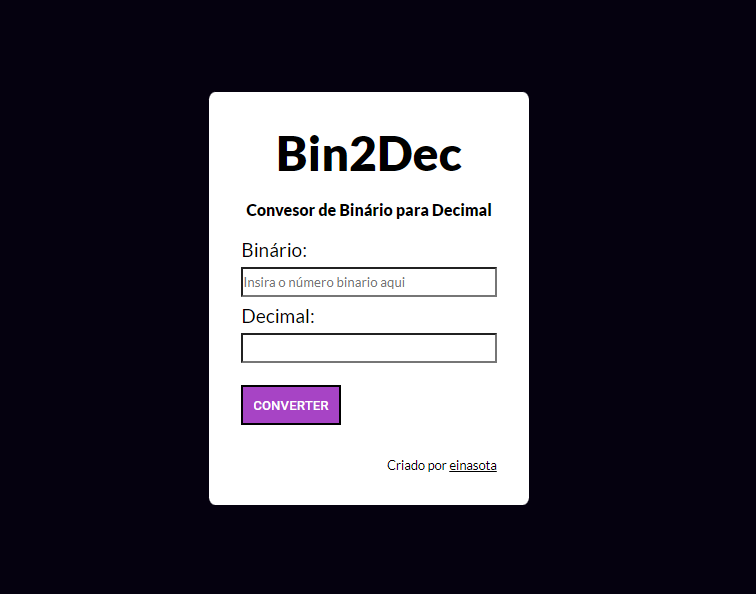 Bin2Dec
Convesor de Binário para Decimal
Binário:
Insira o número binario aqui
Decimal:
CONVERTER
Criado por einasota